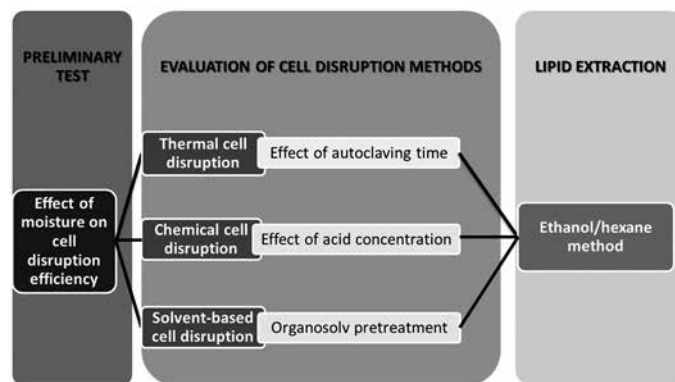 PRELIMINARY
TEST
EVALUATION OF CELL DISRUPTION METHODS
LIPID EXTRACTION
Effect of
moisture on
cell
disruption
efficiency
Thermal cell
disruption
Effect of autoclaving time
Chemical cell
disruption
Effect of acid concentration
Solvent-based
cell disruption
Organosolv pretreatment
Ethanol/hexane
method